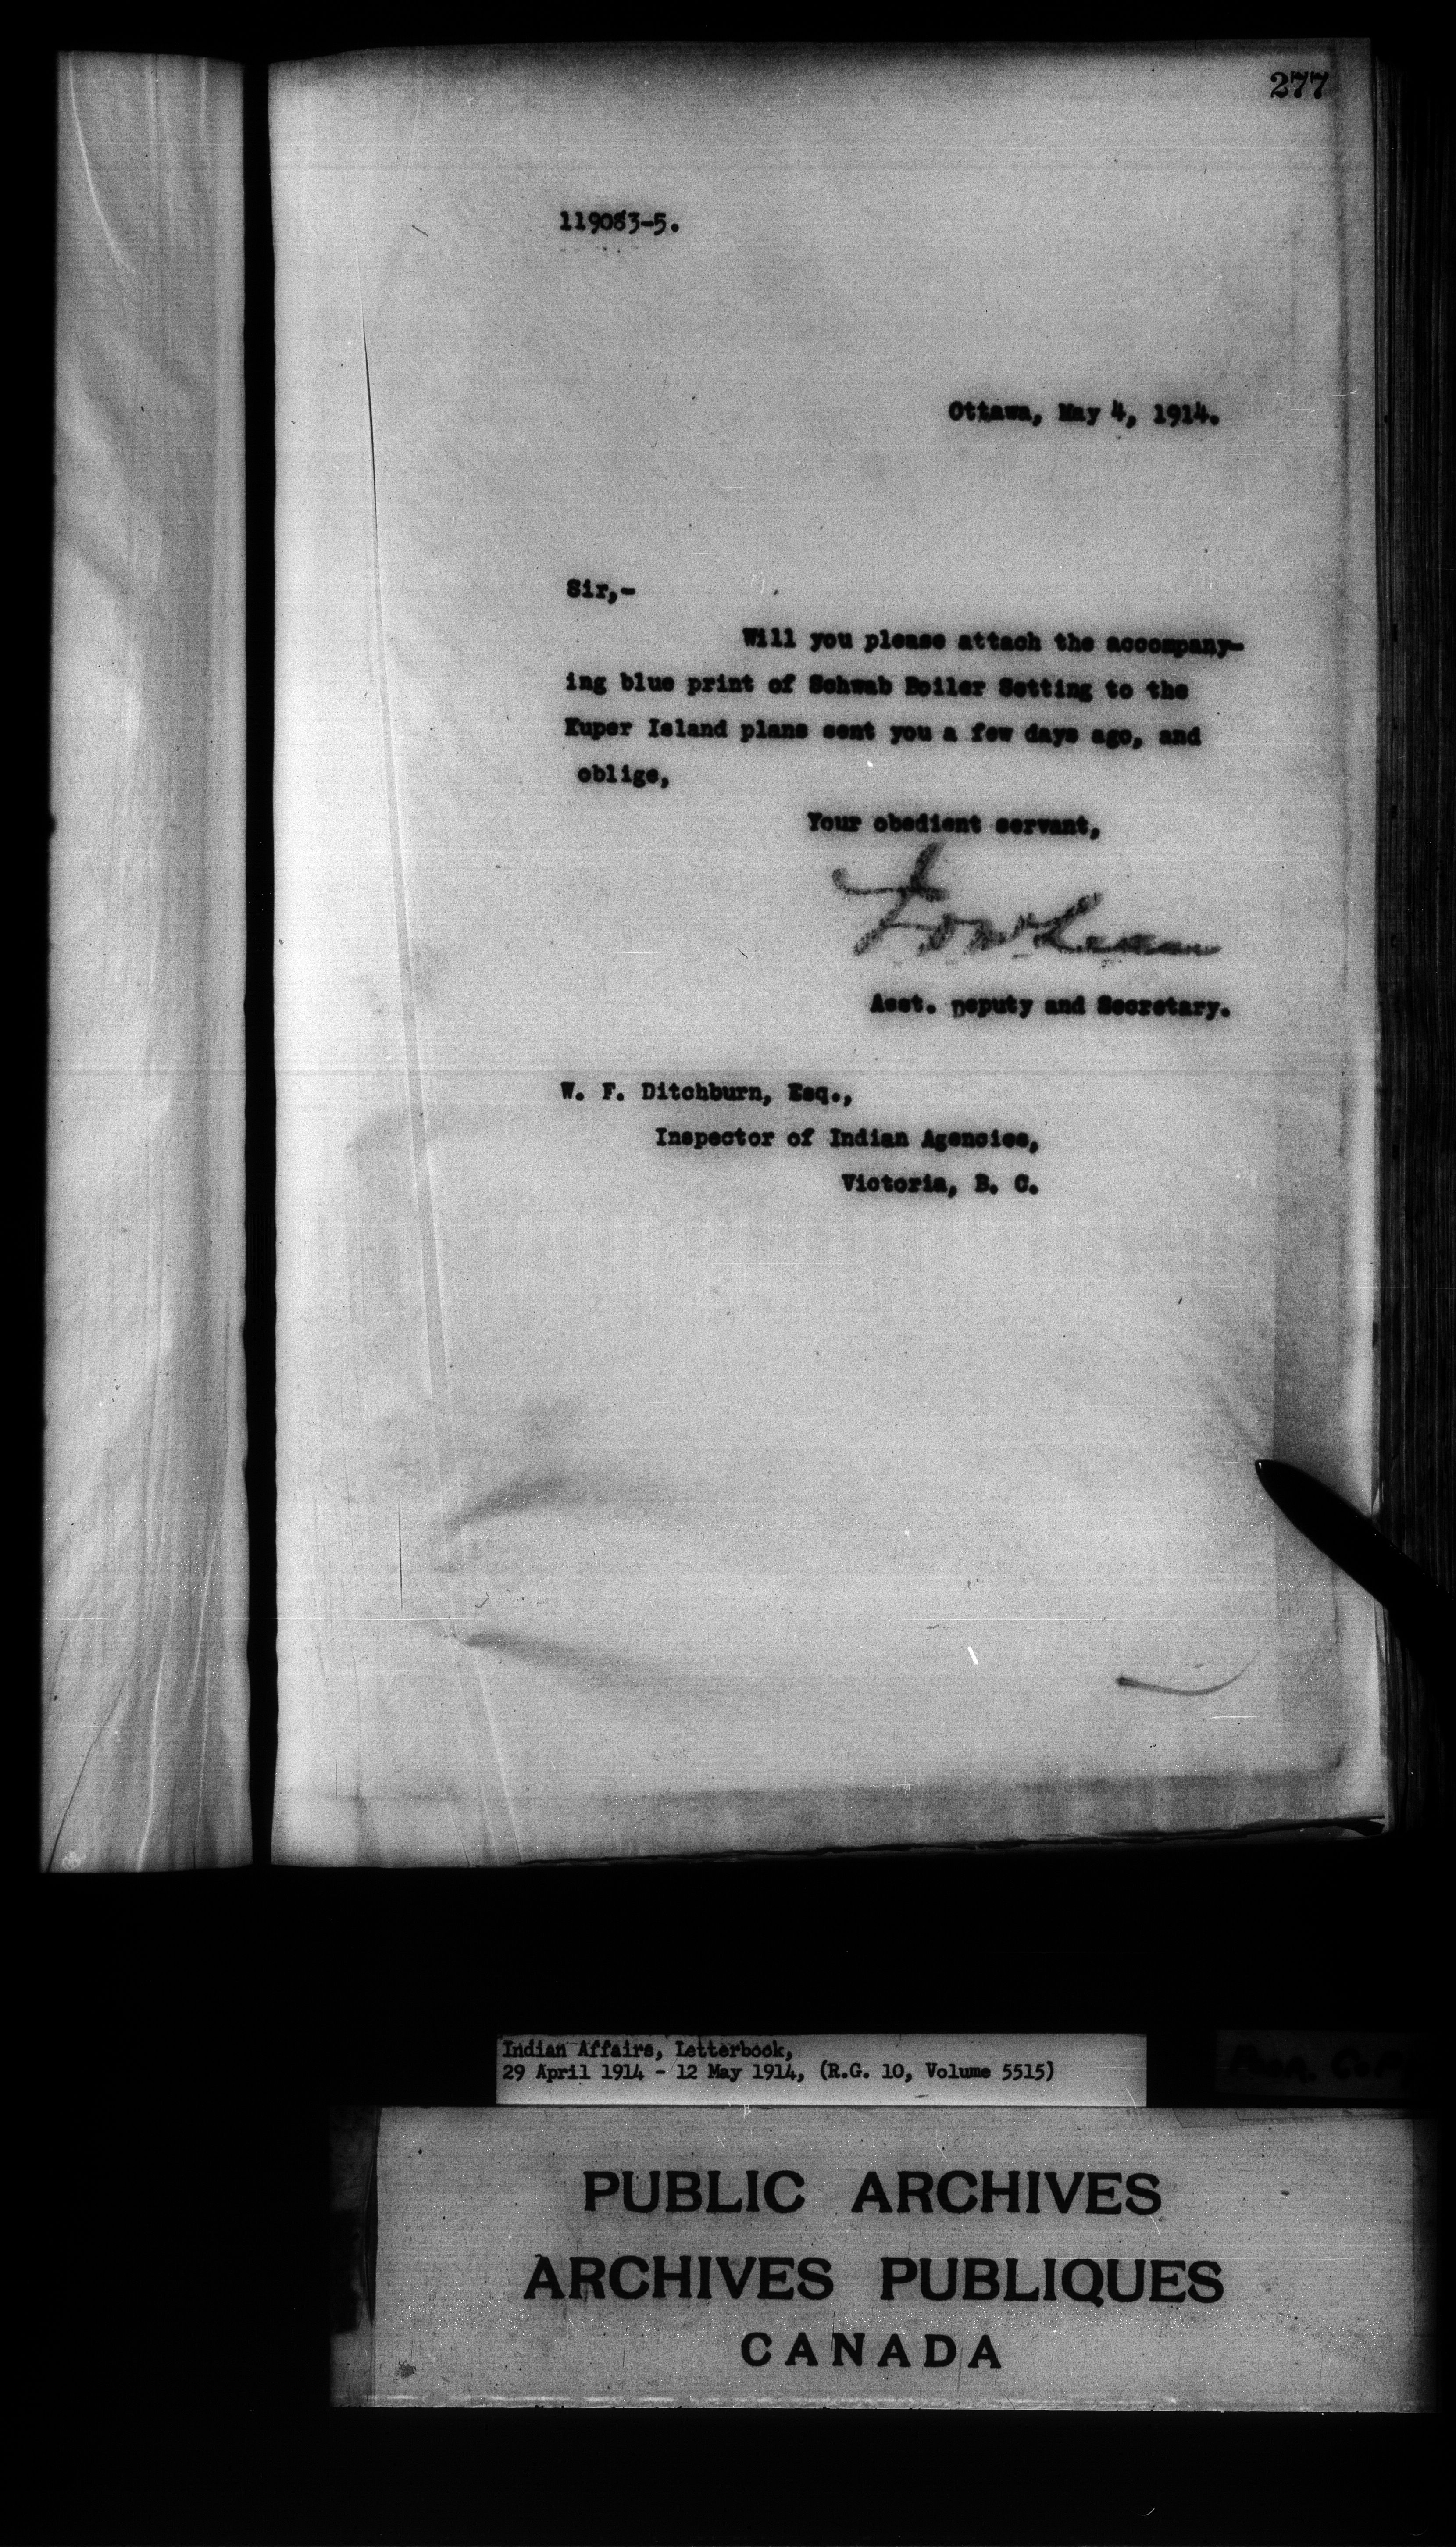 277
119083-5.
Ottawa, May 4, 1914.
Sir,-
Will you please attach the accompany-
ing blue print of Schwab Boiler Setting to the
Kuper Island plans sent you a few days ago, and
oblige,
Your obedient servant,
Asst. Deputy and Secretary.
W. F. Ditchburn, Esq.,
Inspector of Indian Agencies,
Victoria, B. C.
Indian Affairs, Letterbook,
29 April 1914 - 12 May 1914, (R.G. 10, Volume 5515)
PUBLIC ARCHIVES
ARCHIVES PUBLIQUES
CANADA